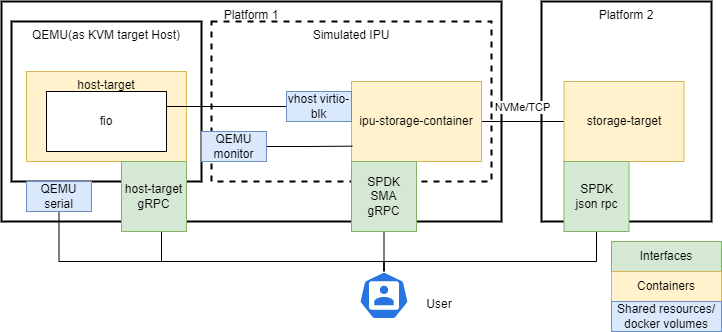 Platform 1
Platform 2
QEMU(as KVM target Host)
Simulated IPU
host-target
fio
vhost virtio-
blk
ipu-storage-container
NVMe/TCP
storage-target
QEMU
monitor
QEMU
serial
host-target
gRPC
SPDK
SMA
gRPC
SPDK
json rpc
Interfaces
Containers
Shared resources/
docker volumes
User